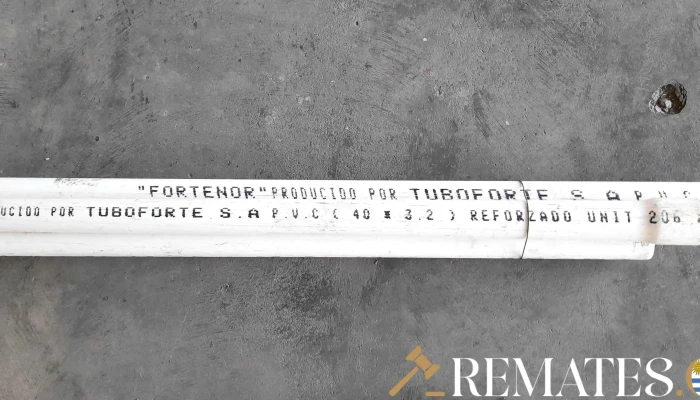 "FORTENOR" PRODUCIDO POR TUBOFORTE S A P.V.C
UCIDO POR TUBOFORTE S.A P.V.C ( 40 * 3.2 ) REFORZADO UNIT 206
REMATES.